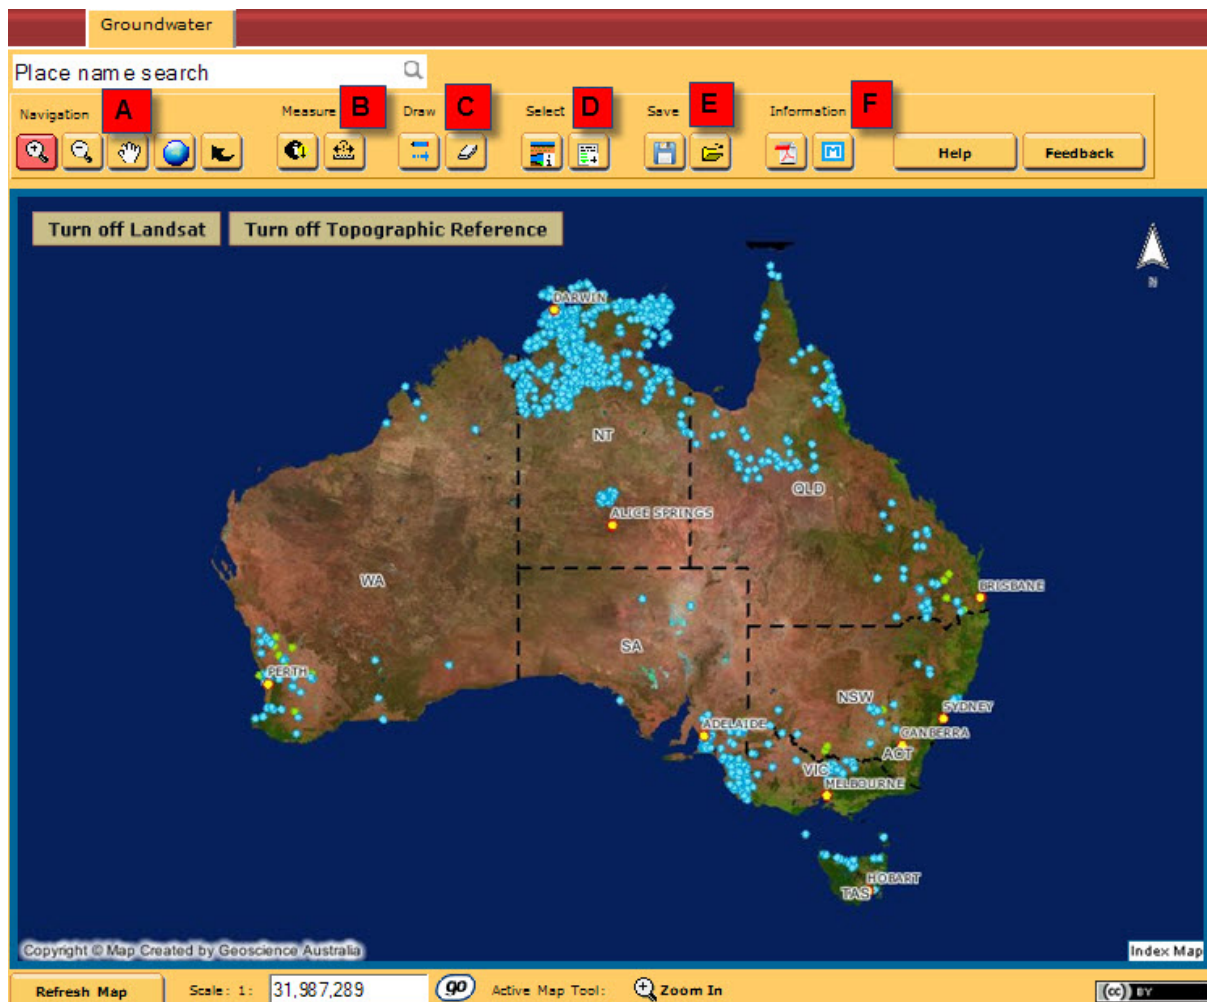 Groundwater
Place name search
Navigation A Measure B Draw C Select D Save E Information F
Help Feedback
Turn off Landsat Turn off Topographic Reference
N
DARWIN
NT
QLD
ALICE SPRINGS
WA
BRISBANE
SA
PERTH
NSW
SYDNEY
ADELAIDE
CANBERRA
ACT
VIC
MELBOURNE
HOBART
TAS
Copyright © Map Created by Geoscience Australia
Index Map
Refresh Map Scale: 1: 31,987,289 go Active Map Tool: Zoom In (cc) BY